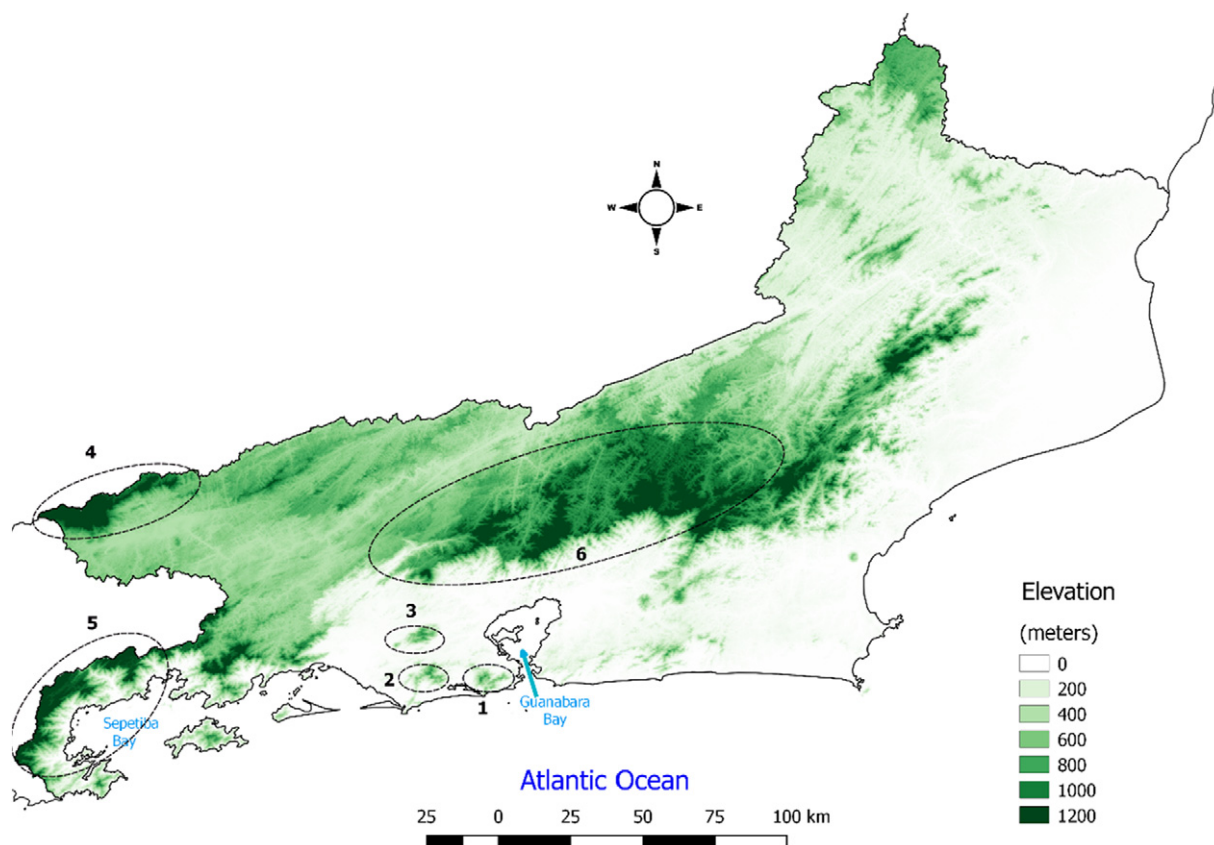 N
W E
S
4
6
5
3
2
1
Sepetiba
Bay
Guanabara
Bay
Atlantic Ocean
25 0 25 50 75 100 km
Elevation
(meters)
0
200
400
600
800
1000
1200